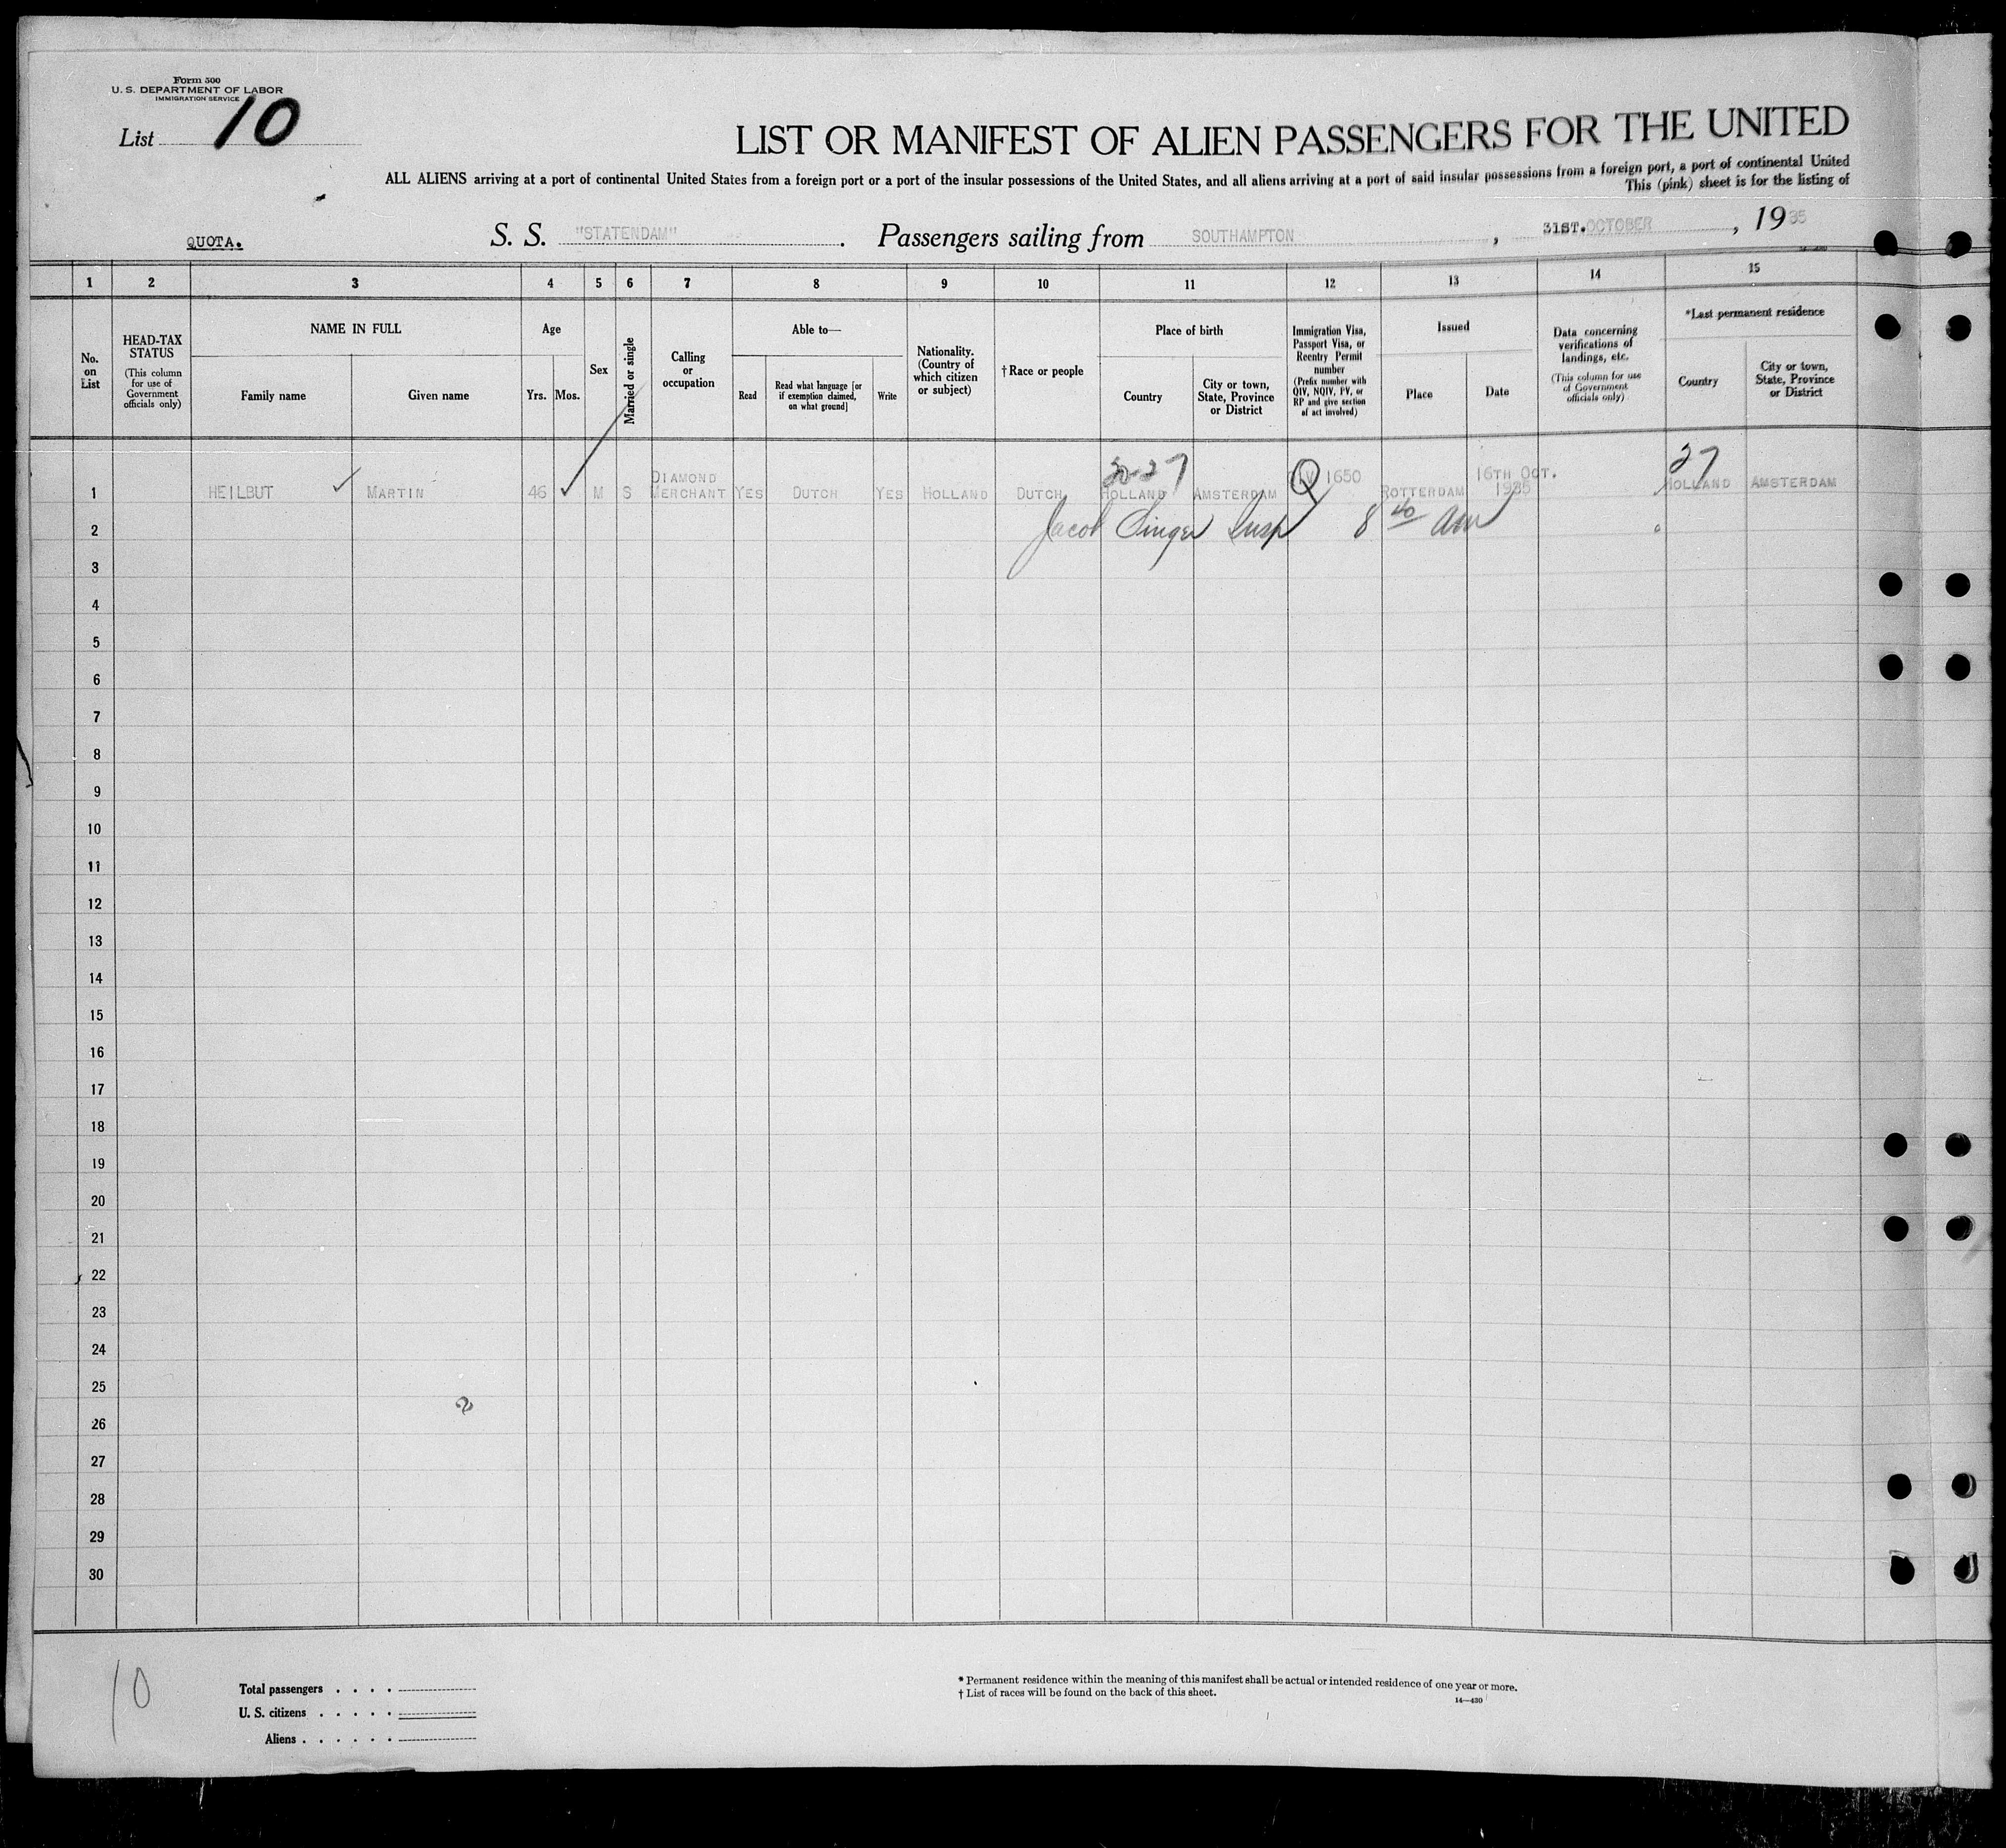 Form 500
U. S. DEPARTMENT OF LABOR
IMMIGRATION SERVICE
List 10
LIST OR MANIFEST OF ALIEN PASSENGERS FOR THE UNITED
ALL ALIENS arriving at a port of continental United States from a foreign port or a port of the insular possessions of the United States, and all aliens arriving at a port of said insular possessions from a foreign port, a port of continental United
This (pink) sheet is for the listing of
QUOTA. S. S. "STATENDAM". Passengers sailing from SOUTHAMPTON, 31ST. OCTOBER, 1935
1 2 3 4 5 6 7 8 9 10 11 12 13 14 15
No. on List
HEAD-TAX STATUS
(This column for use of Government officials only)
NAME IN FULL
Family name Given name
Age
Yrs. Mos.
Sex
Married or single
Calling or occupation
Able to—
Read
Read what language [or if exemption claimed, on what ground]
Write
Nationality. (Country of which citizen or subject)
† Race or people
Place of birth
Country
City or town, State, Province or District
Immigration Visa, Passport Visa, or Reentry Permit number
(Prefix number with QIV, NQIV, PV, or RP and give section of act involved)
Issued
Place Date
Data concerning verifications of landings, etc.
(This column for use of Government officials only)
*Last permanent residence
Country
City or town, State, Province or District
20-27 27
1 HEILBUT ✓ MARTIN 46 ✓ M S DIAMOND MERCHANT YES DUTCH YES HOLLAND DUTCH HOLLAND AMSTERDAM QIV 1650 ROTTERDAM 16TH OCT. 1935 HOLLAND AMSTERDAM
2 Jacob Singer Insp 8 40 AM
3
4
5
6
7
8
9
10
11
12
13
14
15
16
17
18
19
20
21
22
23
24
25
26
27
28
29
30
10
Total passengers
U. S. citizens
Aliens
* Permanent residence within the meaning of this manifest shall be actual or intended residence of one year or more.
† List of races will be found on the back of this sheet.
14—430